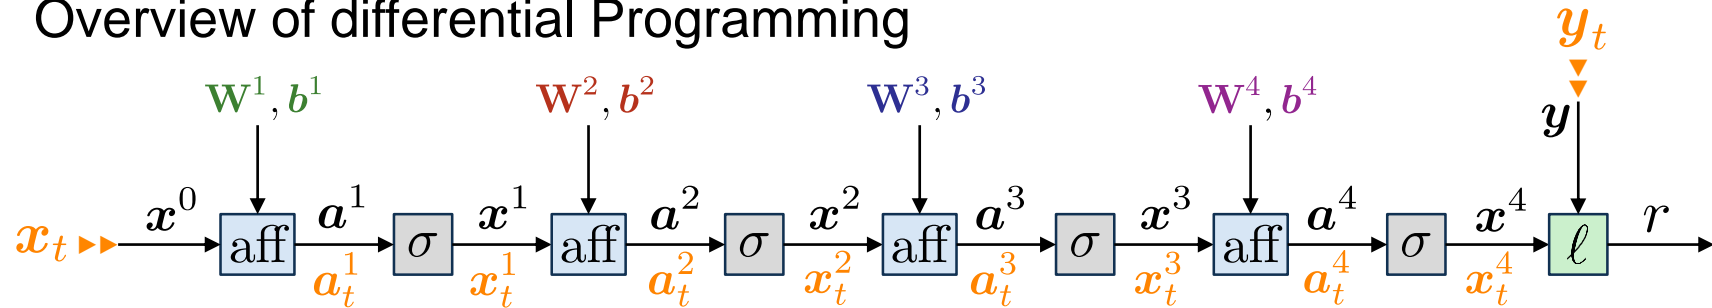 Overview of differential Programming
y_t
W^1, b^1 W^2, b^2 W^3, b^3 W^4, b^4 y
x_t x^0 aff a^1 σ x^1 aff a^2 σ x^2 aff a^3 σ x^3 aff a^4 σ x^4 ℓ r
a_t^1 x_t^1 a_t^2 x_t^2 a_t^3 x_t^3 a_t^4 x_t^4